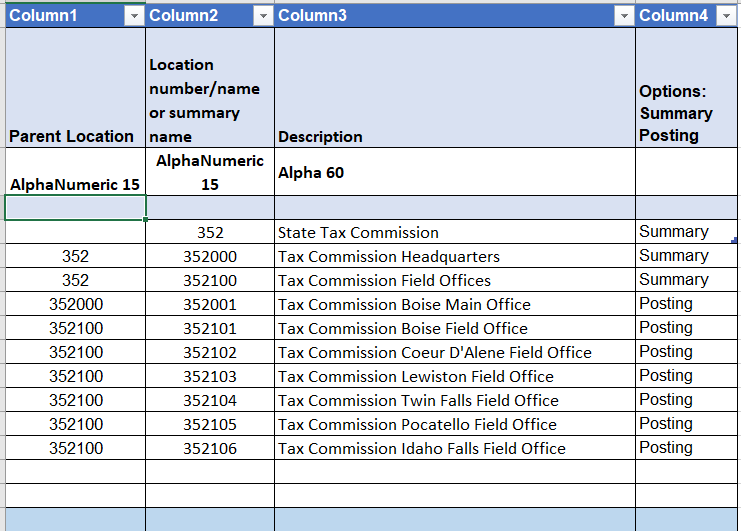 Column1 Column2 Column3 Column4
Parent Location
Location
number/name
or summary
name
Description
Options:
Summary
Posting
AlphaNumeric 15
AlphaNumeric
15
Alpha 60
352 State Tax Commission Summary
352 352000 Tax Commission Headquarters Summary
352 352100 Tax Commission Field Offices Summary
352000 352001 Tax Commission Boise Main Office Posting
352100 352101 Tax Commission Boise Field Office Posting
352100 352102 Tax Commission Coeur D'Alene Field Office Posting
352100 352103 Tax Commission Lewiston Field Office Posting
352100 352104 Tax Commission Twin Falls Field Office Posting
352100 352105 Tax Commission Pocatello Field Office Posting
352100 352106 Tax Commission Idaho Falls Field Office Posting